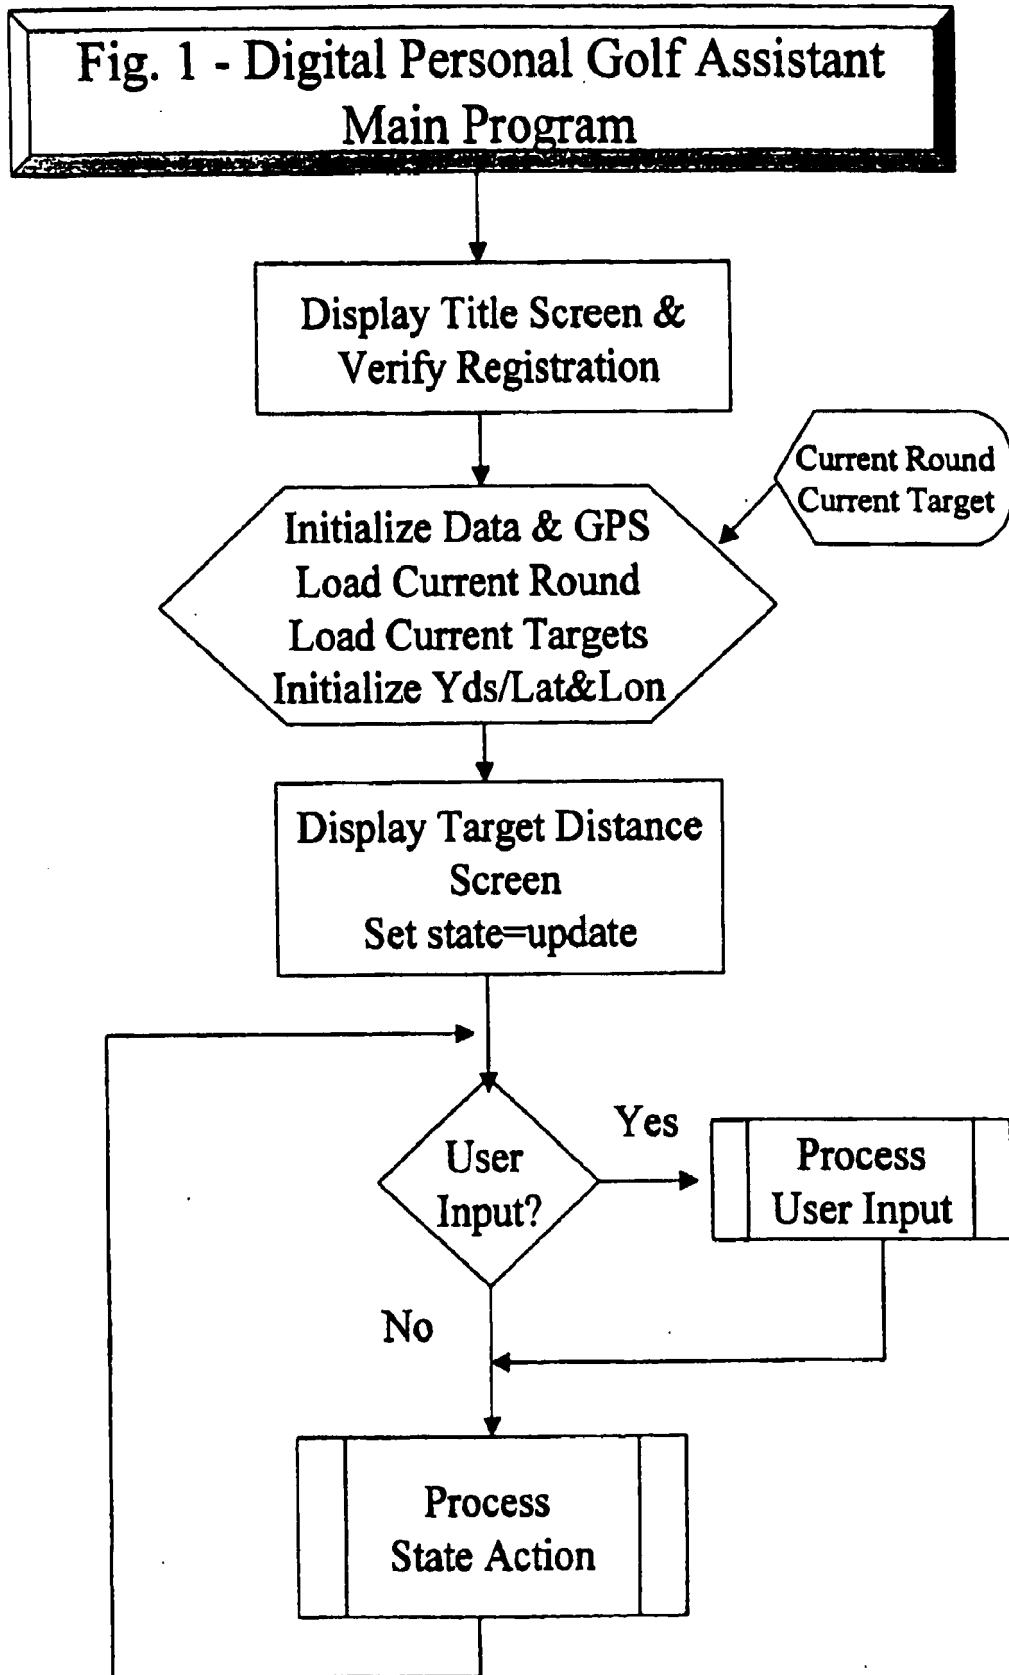 Fig. 1 - Digital Personal Golf Assistant
Main Program
Display Title Screen &
Verify Registration
Current Round
Current Target
Initialize Data & GPS
Load Current Round
Load Current Targets
Initialize Yds/Lat&Lon
Display Target Distance
Screen
Set state=update
User
Input?
Yes
Process
User Input
No
Process
State Action